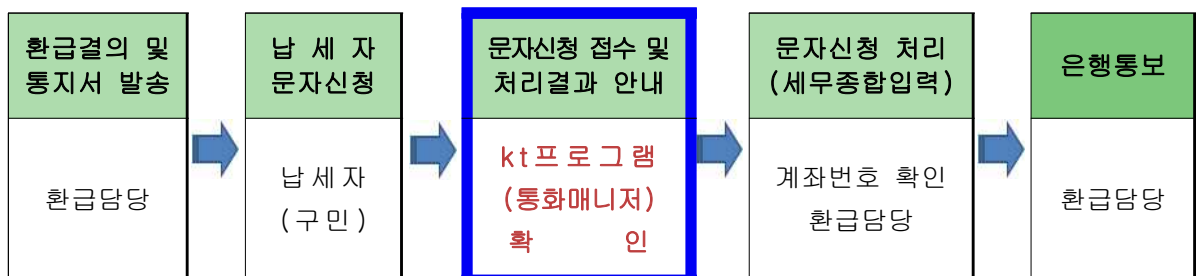 환급결의 및
통지서 발송
환급담당
납 세 자
문자신청
납세자
(구민)
문자신청 접수 및
처리결과 안내
kt프로그램
(통화매니저)
확 인
문자신청 처리
(세무종합입력)
계좌번호 확인
환급담당
은행통보
환급담당